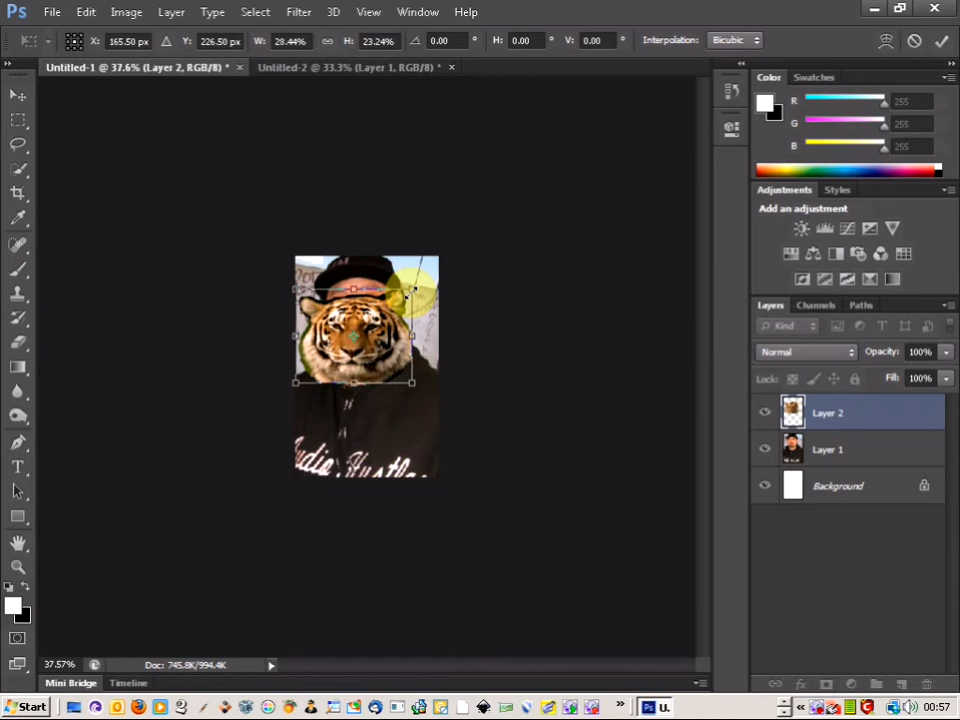 Ps File Edit Image Layer Type Select Filter 3D View Window Help
X: 165.50 px Y: 226.50 px W: 28.44% H: 23.24% 0.00 ° H: 0.00 ° V: 0.00 ° Interpolation: Bicubic
Untitled-1 @ 37.6% (Layer 2, RGB/8) * × Untitled-2 @ 33.3% (Layer 1, RGB/8) * ×
Color Swatches
R 255
G 255
B 255
Adjustments Styles
Add an adjustment
Layers Channels Paths
Kind
Normal Opacity: 100%
Lock: Fill: 100%
Layer 2
Layer 1
Background
Audio Hustlaz
37.57% Doc: 745.8K/994.4K
Mini Bridge Timeline
Start Ps U. 00:57